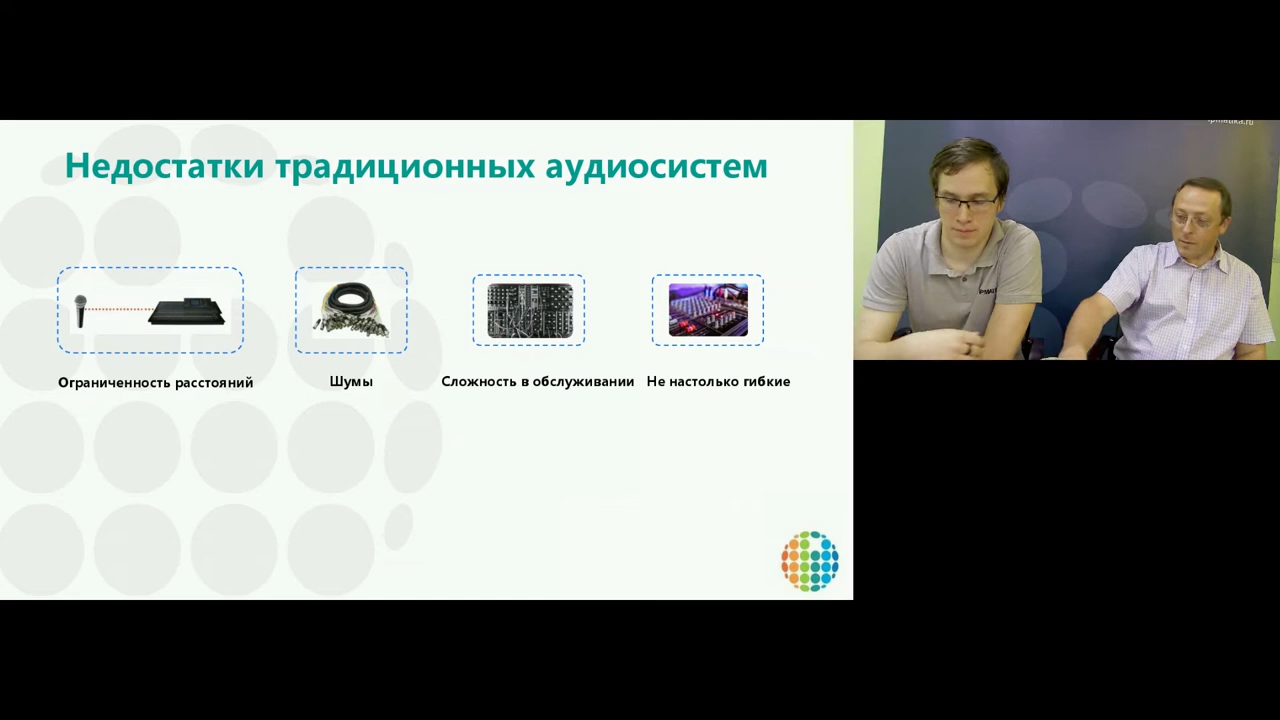 Недостатки традиционных аудиосистем
Ограниченность расстояний
Шумы
Сложность в обслуживании
Не настолько гибкие